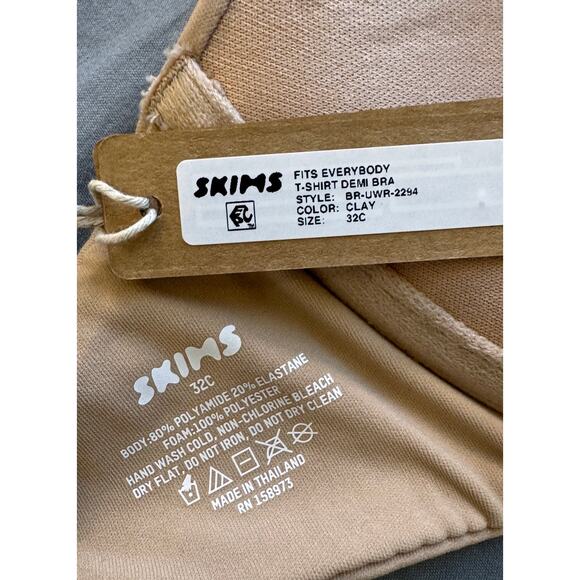 SKIMS
FITS EVERYBODY
T-SHIRT DEMI BRA
STYLE: BR-UWR-2294
COLOR: CLAY
SIZE: 32C
SKIMS
32C
BODY:80% POLYAMIDE 20% ELASTANE
FOAM:100% POLYESTER
HAND WASH COLD, NON-CHLORINE BLEACH
DRY FLAT, DO NOT IRON, DO NOT DRY CLEAN
MADE IN THAILAND
RN 158973